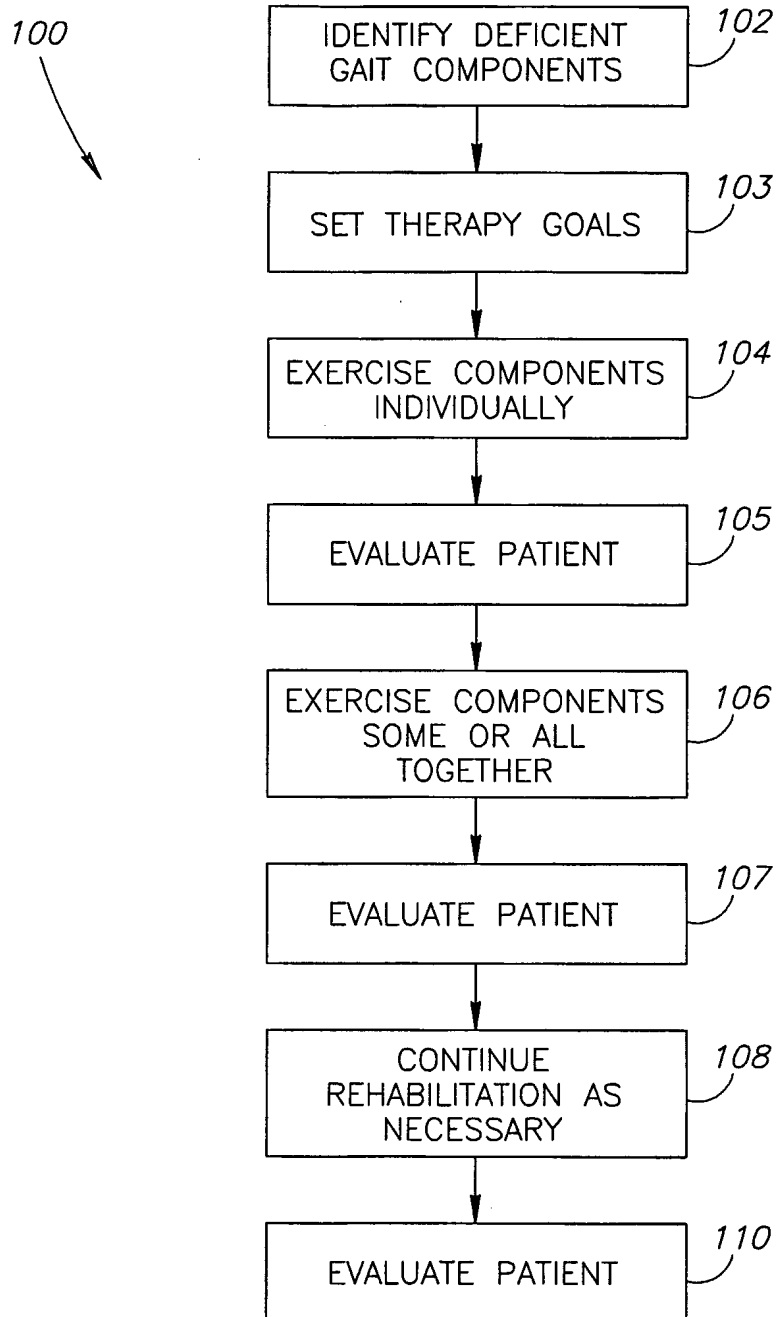 100
IDENTIFY DEFICIENT
GAIT COMPONENTS
102
SET THERAPY GOALS
103
EXERCISE COMPONENTS
INDIVIDUALLY
104
EVALUATE PATIENT
105
EXERCISE COMPONENTS
SOME OR ALL
TOGETHER
106
EVALUATE PATIENT
107
CONTINUE
REHABILITATION AS
NECESSARY
108
EVALUATE PATIENT
110